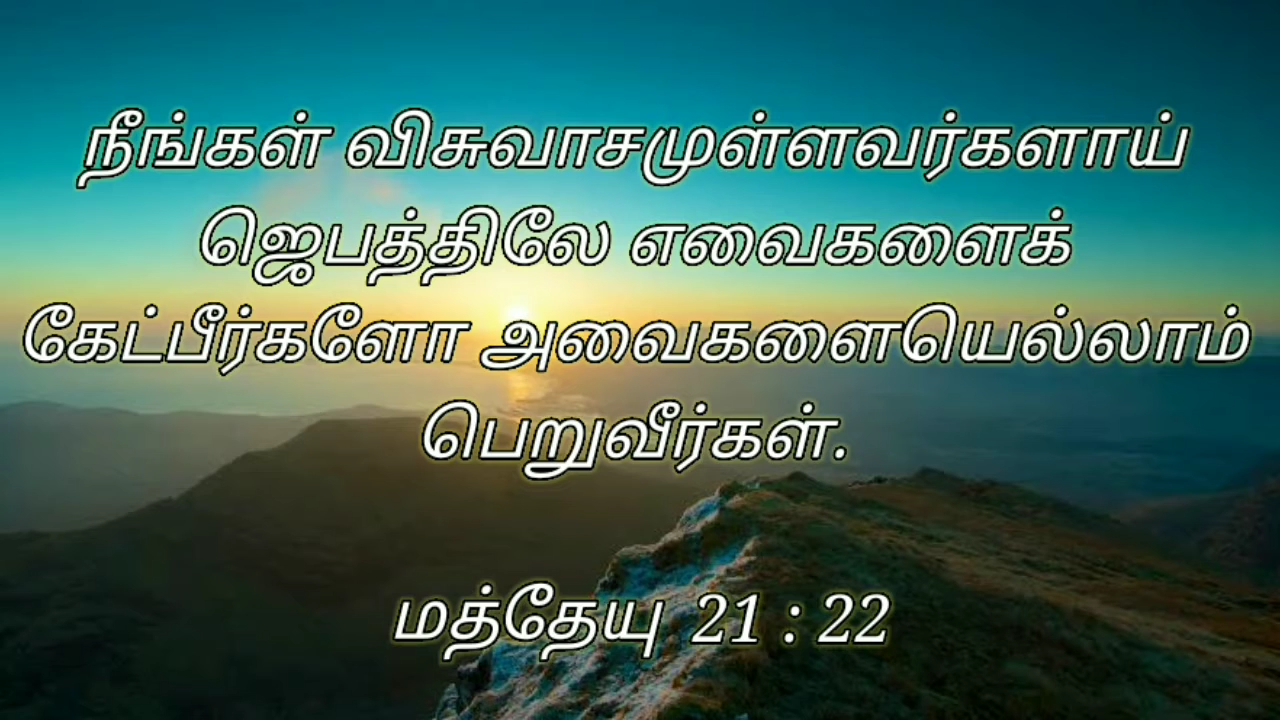 நீங்கள் விசுவாசமுள்ளவர்களாய்
ஜெபத்திலே எவைகளைக்
கேட்பீர்களோ அவைகளையெல்லாம்
பெறுவீர்கள்.
மத்தேயு 21 : 22